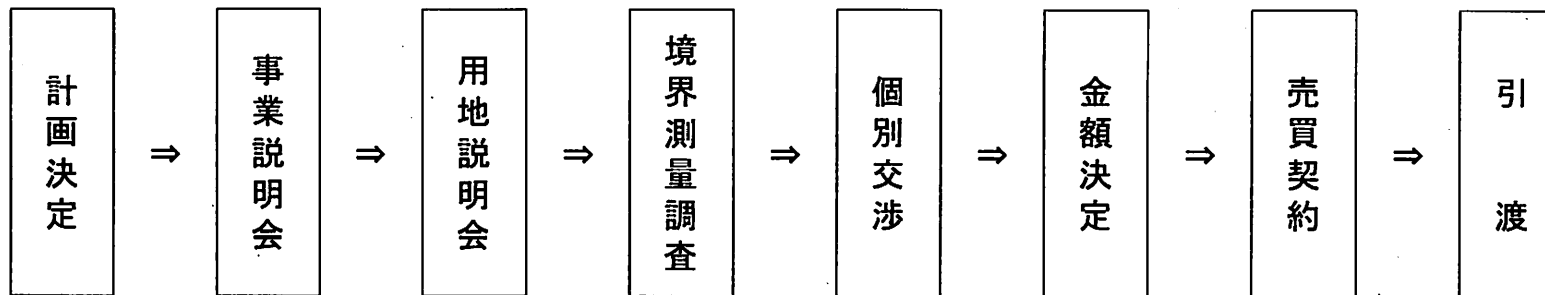 計画決定
⇒
事業説明会
⇒
用地説明会
⇒
境界測量調査
⇒
個別交渉
⇒
金額決定
⇒
売買契約
⇒
引渡